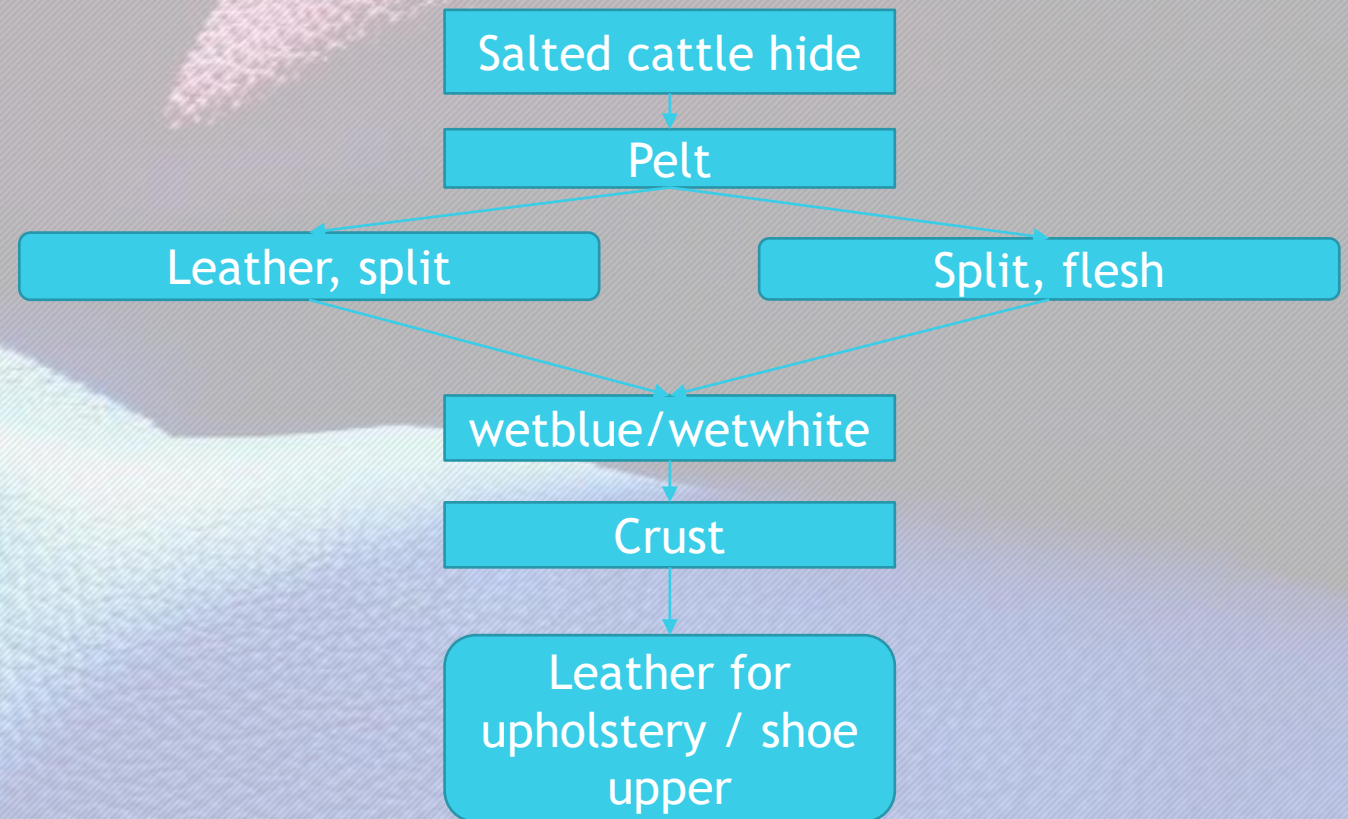 Salted cattle hide
Pelt
Leather, split
Split, flesh
wetblue/wetwhite
Crust
Leather for
upholstery / shoe
upper